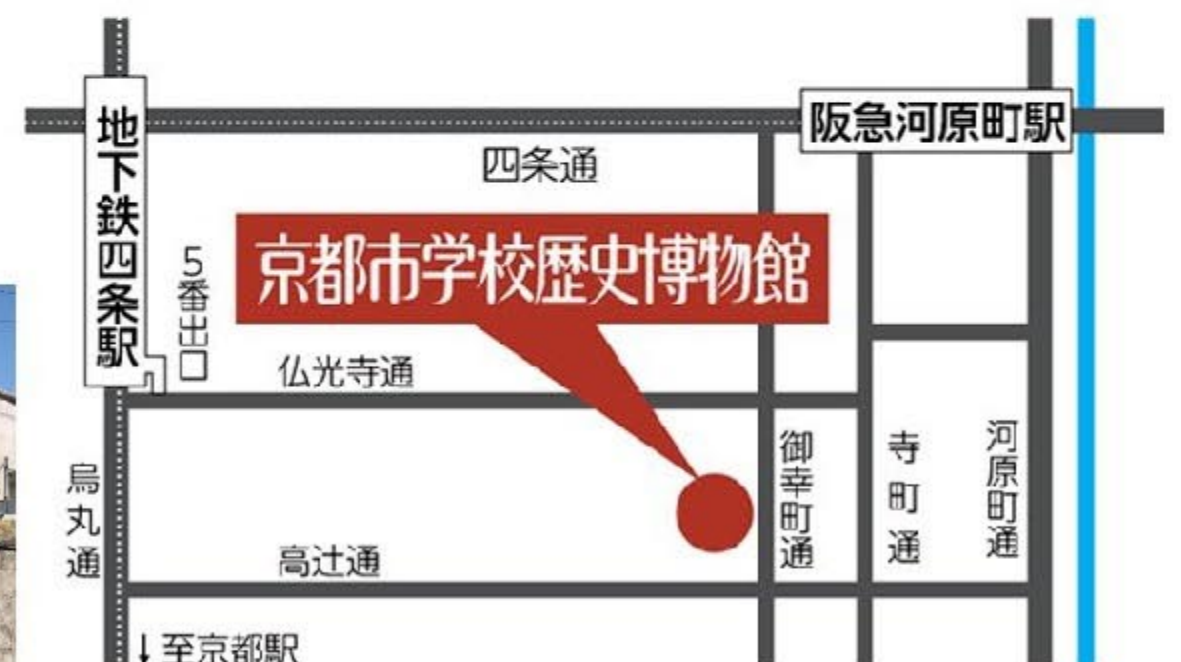 地下鉄四条駅
阪急河原町駅
四条通
5番出口
京都市学校歴史博物館
仏光寺通
烏丸通
御幸町通
寺町通
河原町通
高辻通
↓至京都駅